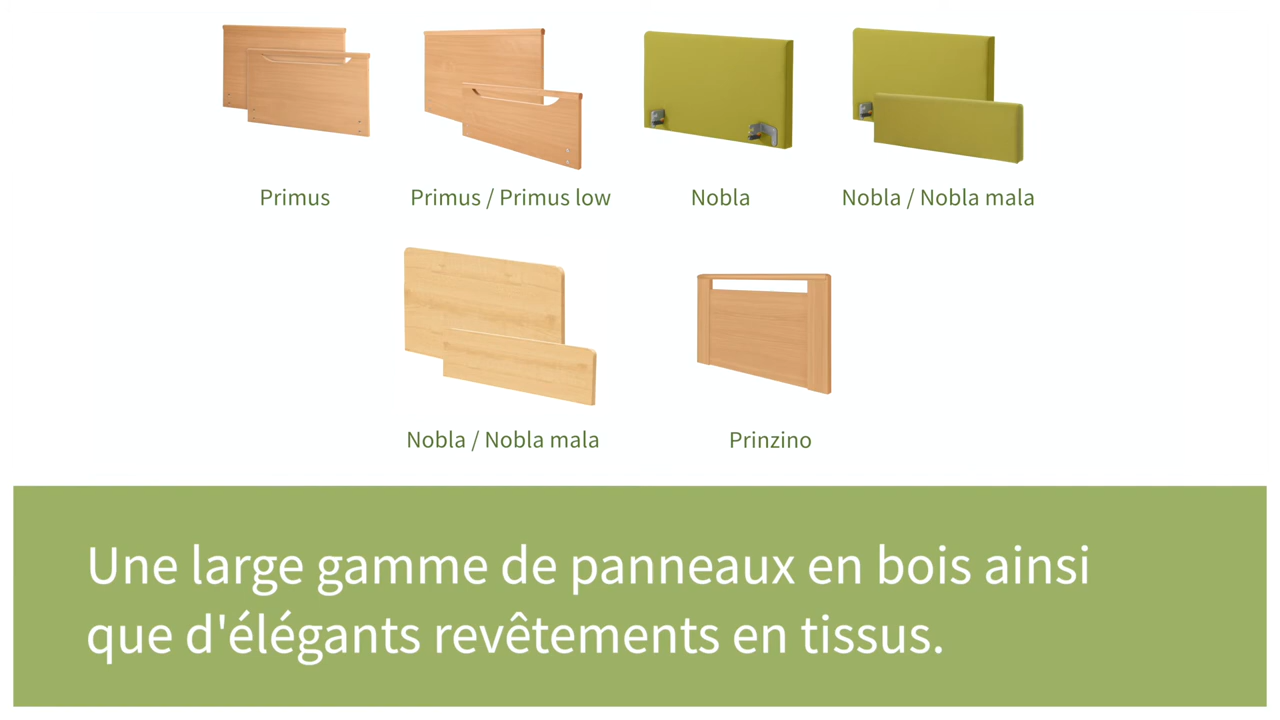 Primus
Primus / Primus low
Nobla
Nobla / Nobla mala
Nobla / Nobla mala
Prinzino
Une large gamme de panneaux en bois ainsi
que d'élégants revêtements en tissus.